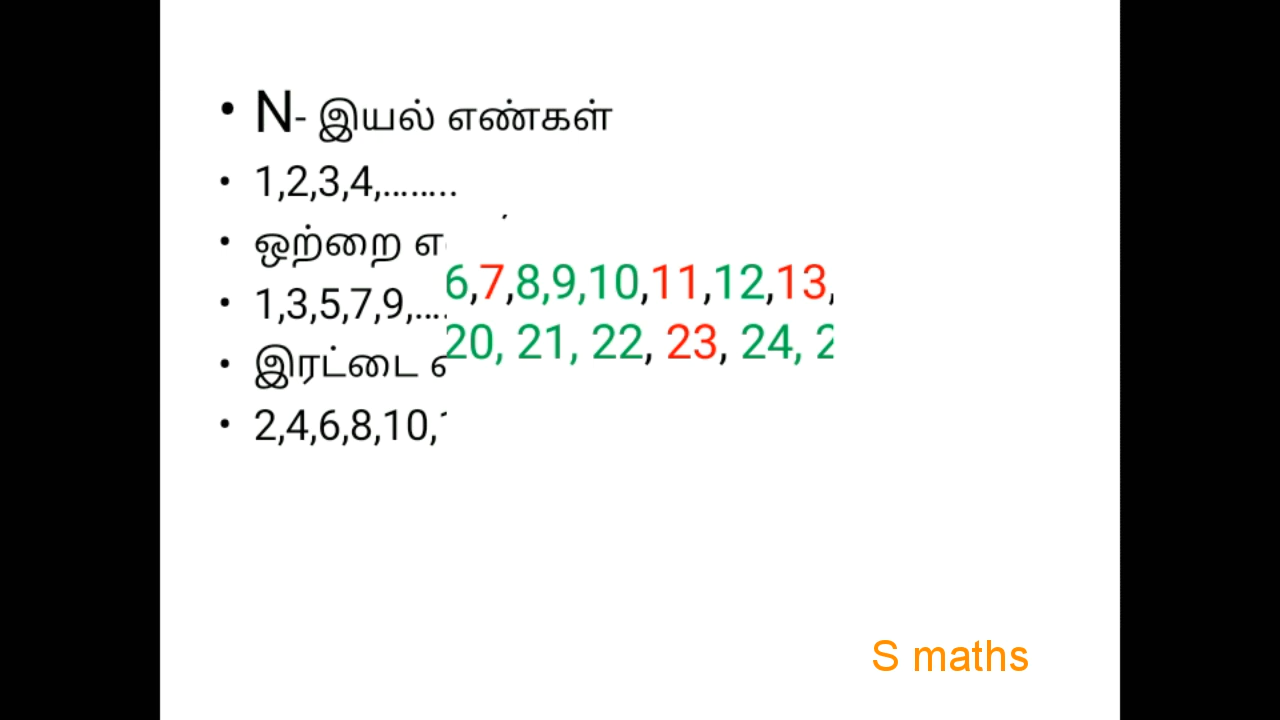 • N- இயல் எண்கள்
• 1,2,3,4,........
• ஒற்றை
6,7,8,9,10,11,12,13,
• 1,3,5,7,9,....
20, 21, 22, 23, 24,
• இரட்டை
• 2,4,6,8,10,
S maths